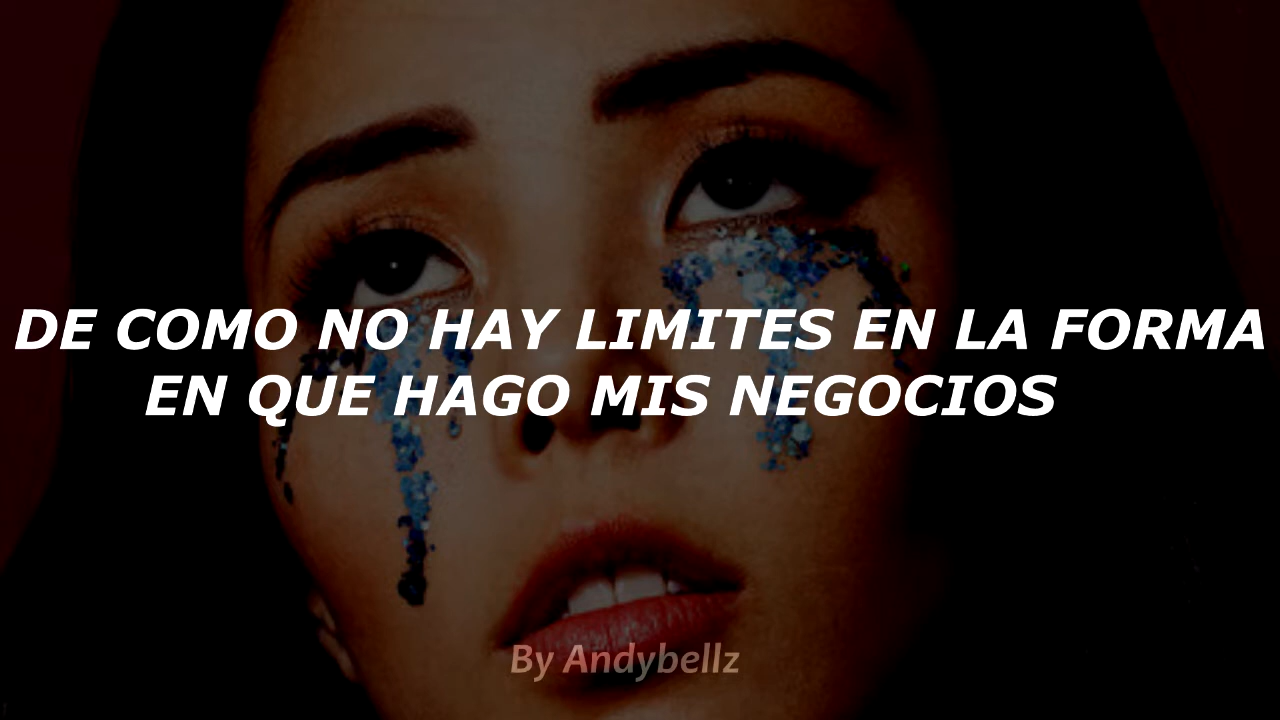 DE COMO NO HAY LIMITES EN LA FORMA
EN QUE HAGO MIS NEGOCIOS
By Andybellz